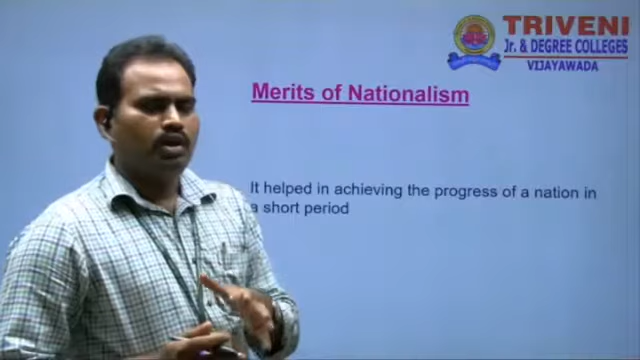 TRIVENI
Jr. & DEGREE COLLEGES
VIJAYAWADA
Merits of Nationalism
It helped in achieving the progress of a nation in
a short period